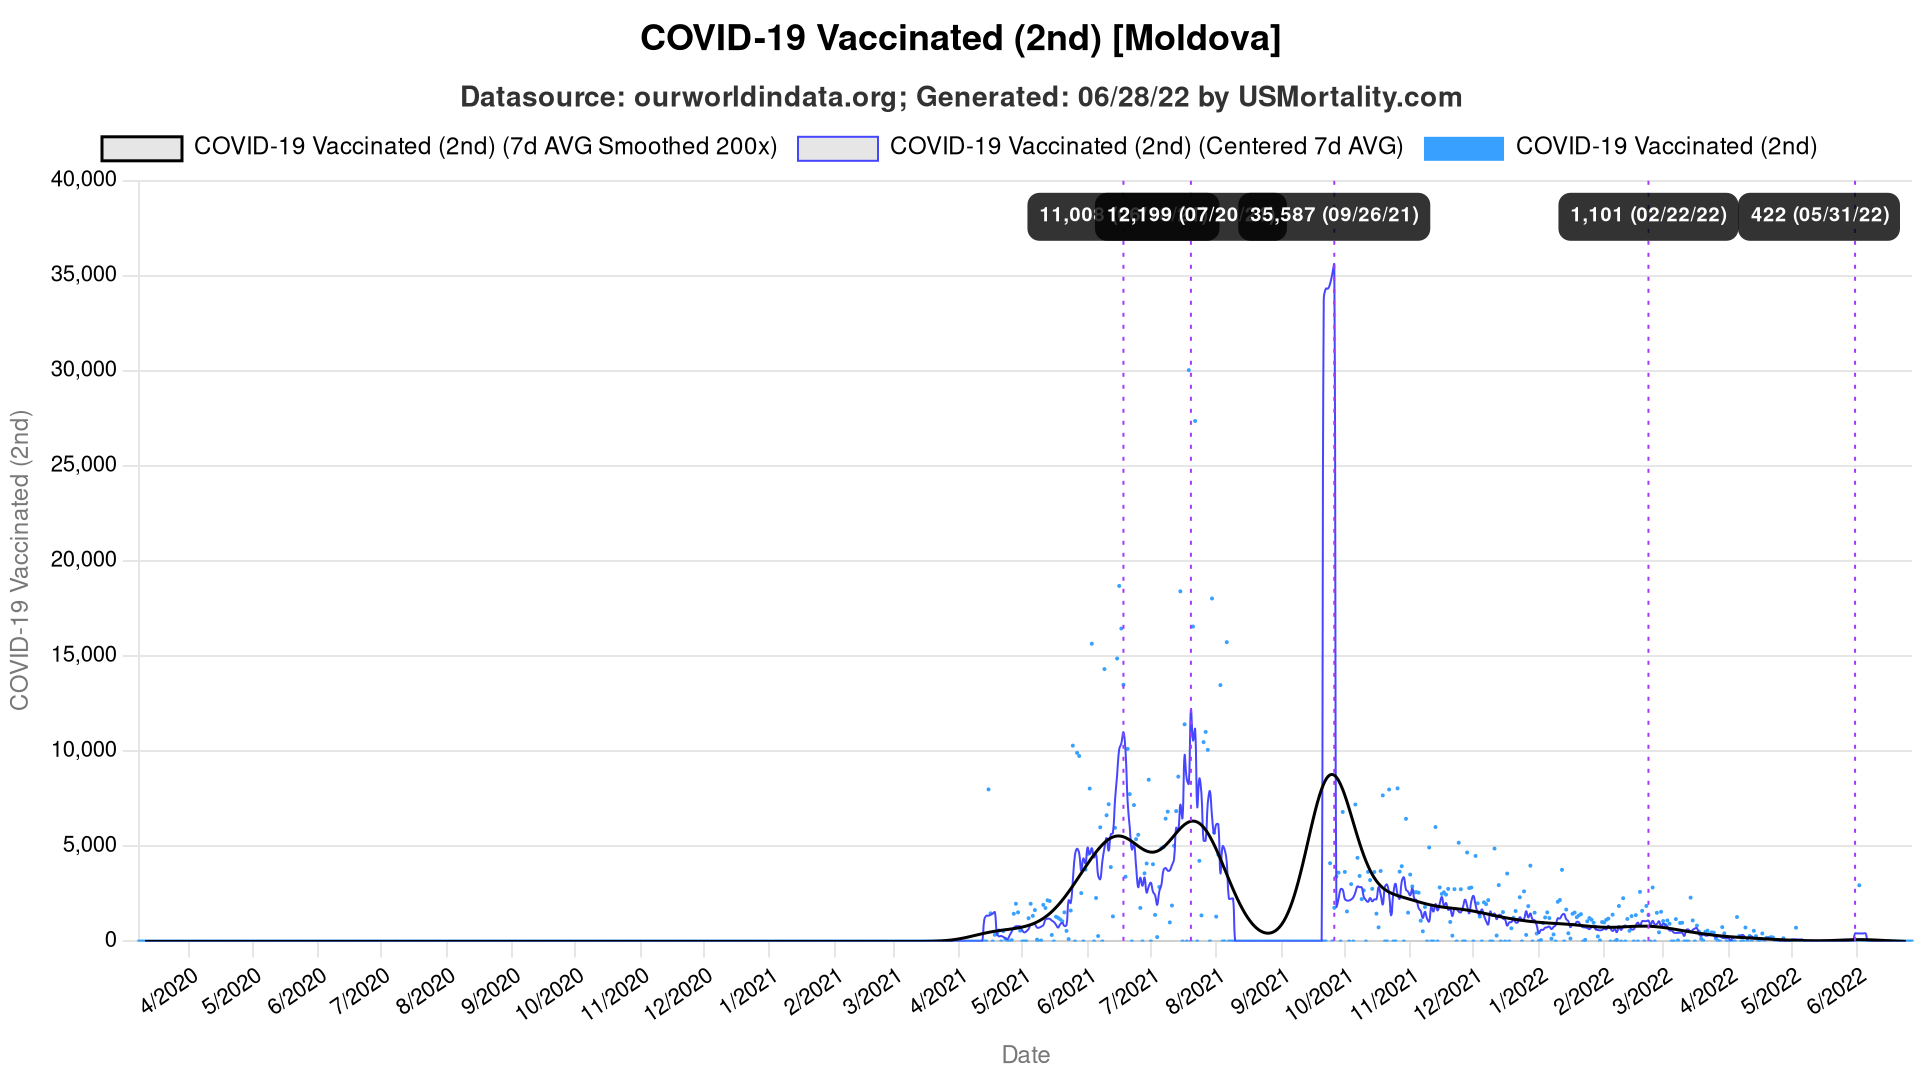 COVID-19 Vaccinated (2nd) [Moldova]
Datasource: ourworldindata.org; Generated: 06/28/22 by USMortality.com
COVID-19 Vaccinated (2nd) (7d AVG Smoothed 200x) COVID-19 Vaccinated (2nd) (Centered 7d AVG) COVID-19 Vaccinated (2nd)
40,000
11,008 12,199 (07/20 35,587 (09/26/21) 1,101 (02/22/22) 422 (05/31/22)
35,000
30,000
25,000
20,000
15,000
10,000
5,000
0
COVID-19 Vaccinated (2nd)
4/2020 5/2020 6/2020 7/2020 8/2020 9/2020 10/2020 11/2020 12/2020 1/2021 2/2021 3/2021 4/2021 5/2021 6/2021 7/2021 8/2021 9/2021 10/2021 11/2021 12/2021 1/2022 2/2022 3/2022 4/2022 5/2022 6/2022
Date